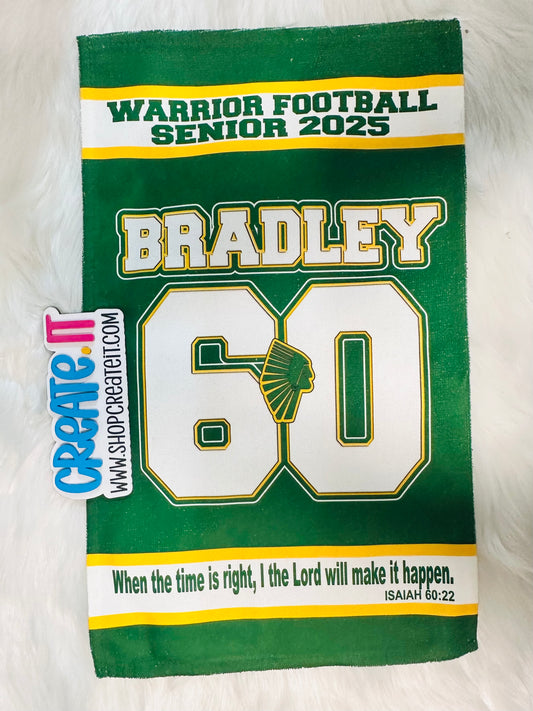 WARRIOR FOOTBALL
SENIOR 2025
BRADLEY
60
CREATE.IT
WWW.SHOPCREATEIT.COM
When the time is right, I the Lord will make it happen.
ISAIAH 60:22